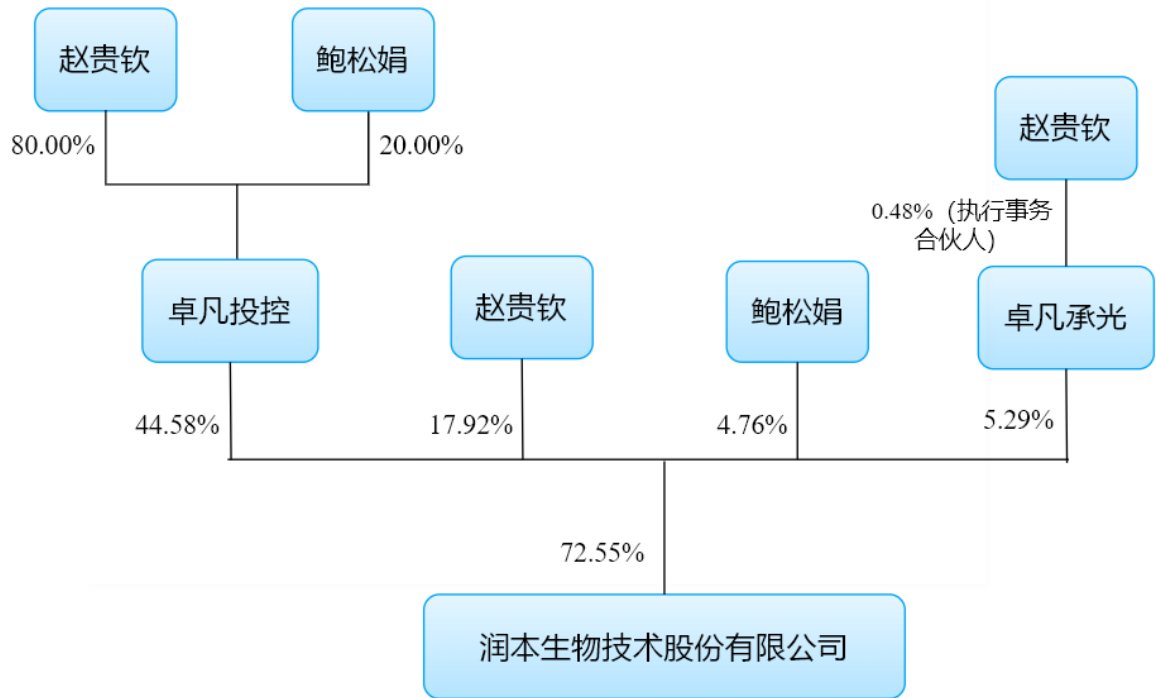 赵贵钦
鲍松娟
赵贵钦
80.00%
20.00%
0.48%（执行事务
合伙人）
卓凡投控
赵贵钦
鲍松娟
卓凡承光
44.58%
17.92%
4.76%
5.29%
72.55%
润本生物技术股份有限公司